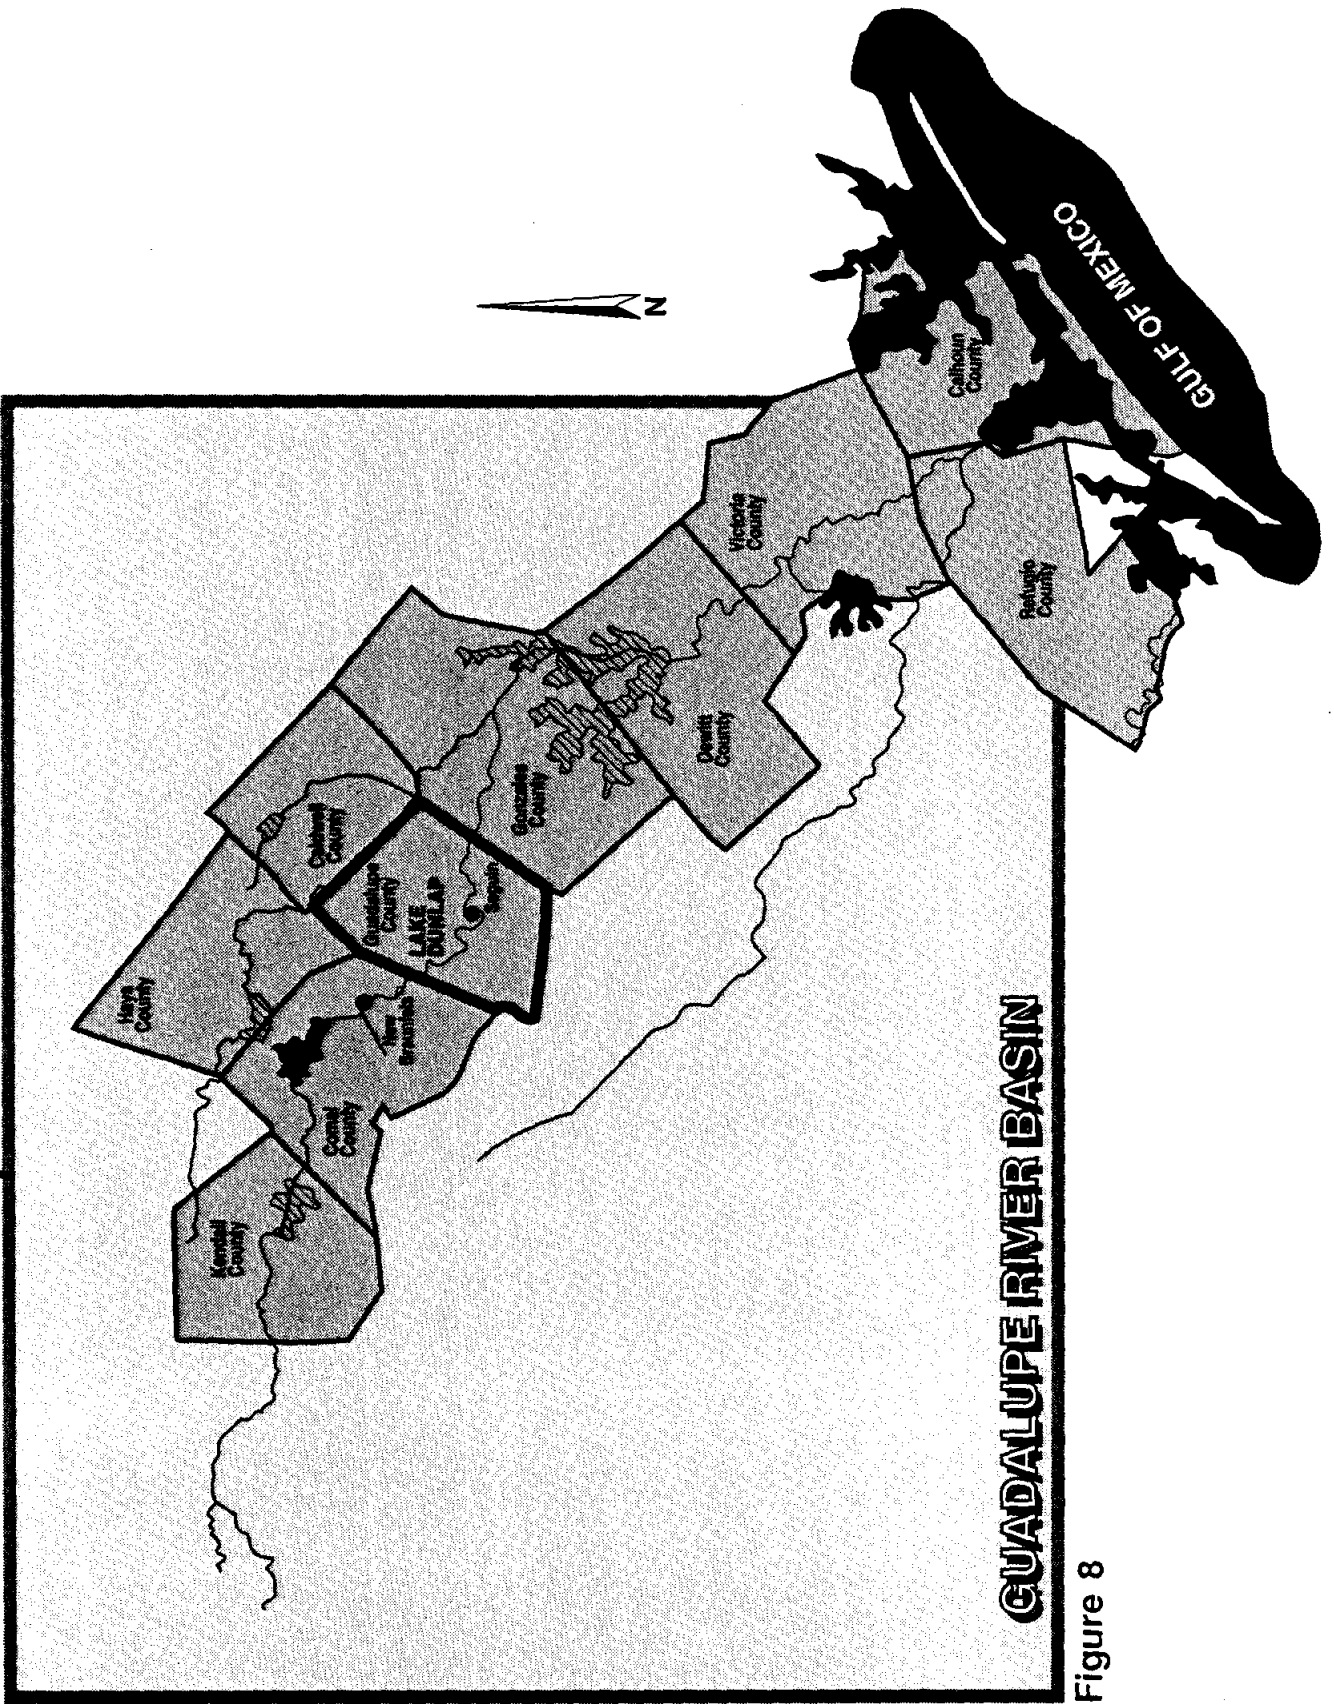 Kendall
County
Hays
County
Comal
County
New
Braunfels
Caldwell
County
Guadalupe
County
LAKE
DUNLAP
Seguin
Gonzales
County
Dewitt
County
Victoria
County
Refugio
County
Calhoun
County
GULF OF MEXICO
N
GUADALUPE RIVER BASIN
Figure 8